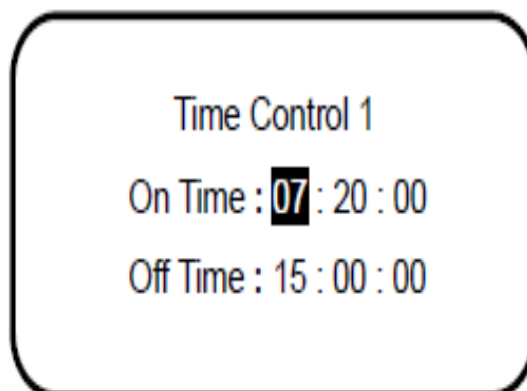 Time Control 1
On Time : 07 : 20 : 00
Off Time : 15 : 00 : 00